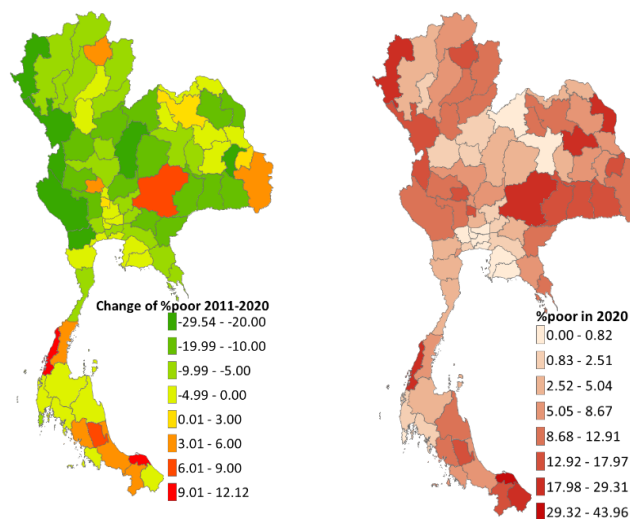 Change of %poor 2011-2020
-29.54 - -20.00
-19.99 - -10.00
-9.99 - -5.00
-4.99 - 0.00
0.01 - 3.00
3.01 - 6.00
6.01 - 9.00
9.01 - 12.12
%poor in 2020
0.00 - 0.82
0.83 - 2.51
2.52 - 5.04
5.05 - 8.67
8.68 - 12.91
12.92 - 17.97
17.98 - 29.31
29.32 - 43.96